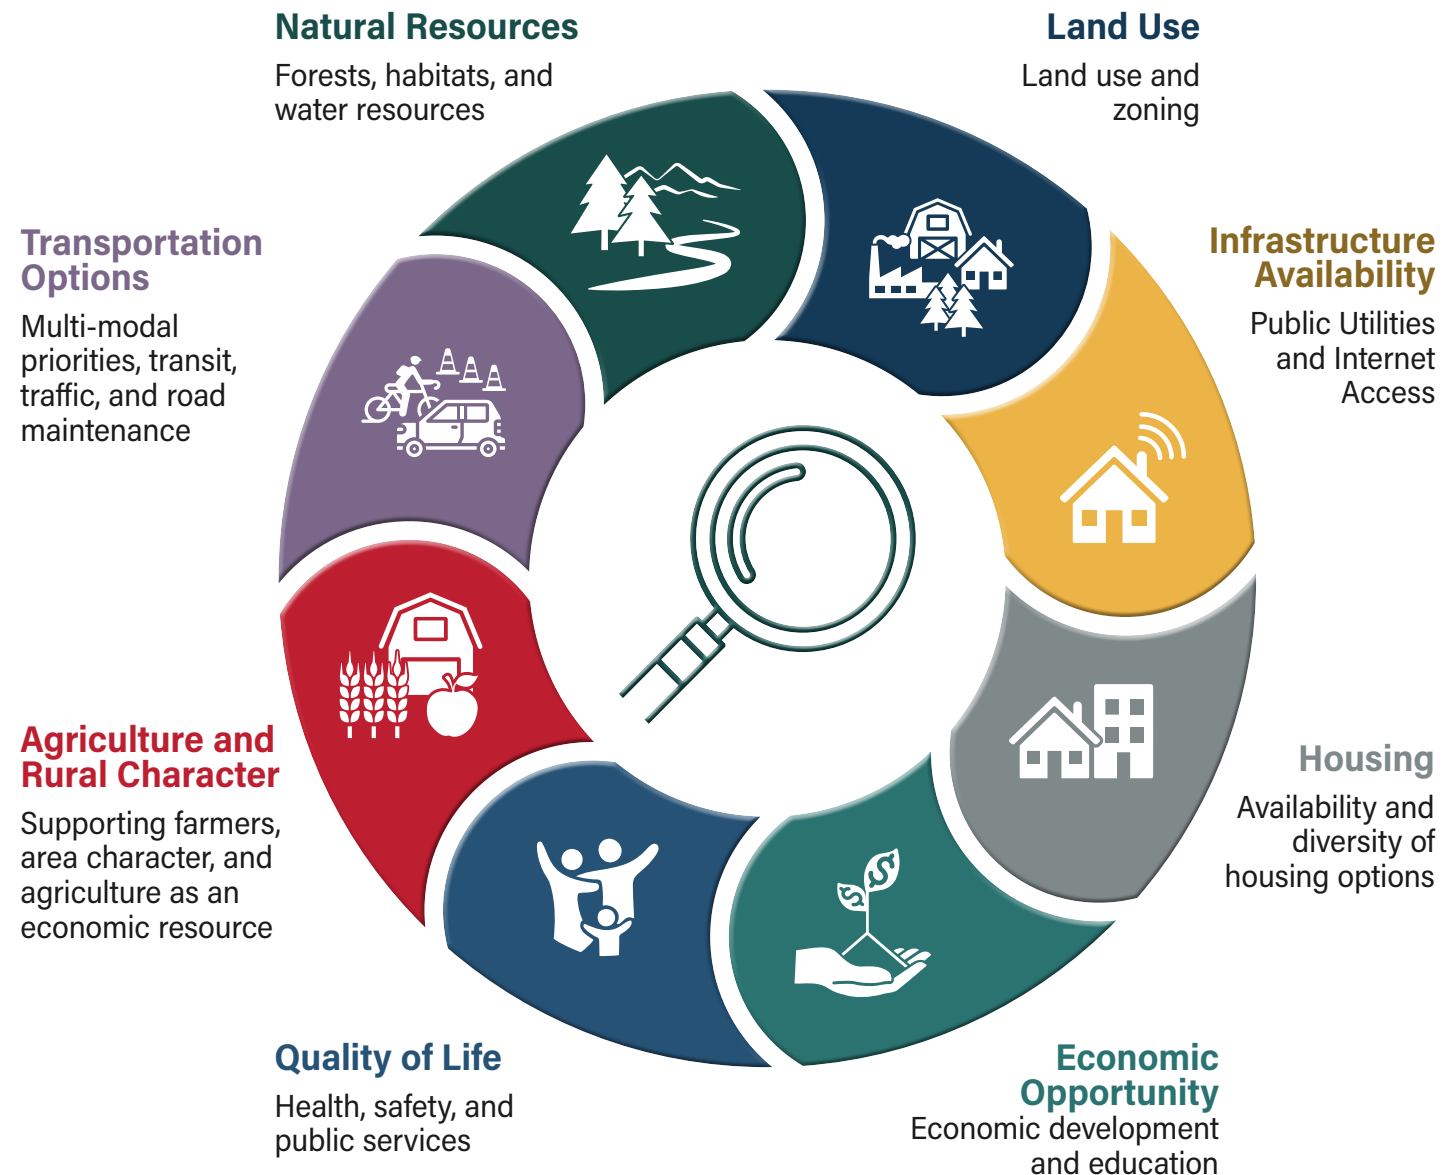 Natural Resources
Forests, habitats, and
water resources
Land Use
Land use and
zoning
Transportation
Options
Multi-modal
priorities, transit,
traffic, and road
maintenance
Infrastructure
Availability
Public Utilities
and Internet
Access
Agriculture and
Rural Character
Supporting farmers,
area character, and
agriculture as an
economic resource
Housing
Availability and
diversity of
housing options
Quality of Life
Health, safety, and
public services
Economic
Opportunity
Economic development
and education
$
$